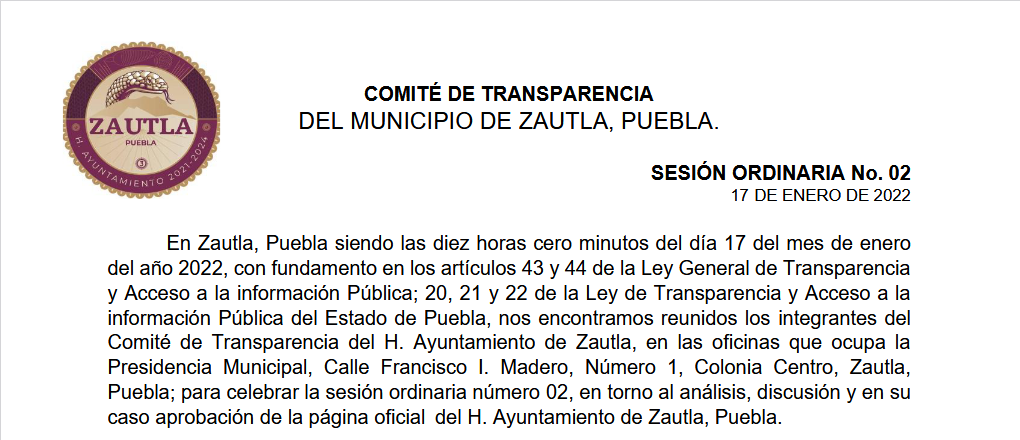 ZAUTLA
PUEBLA
H. AYUNTAMIENTO 2021-2024
COMITÉ DE TRANSPARENCIA
DEL MUNICIPIO DE ZAUTLA, PUEBLA.
SESIÓN ORDINARIA No. 02
17 DE ENERO DE 2022
En Zautla, Puebla siendo las diez horas cero minutos del día 17 del mes de enero
del año 2022, con fundamento en los artículos 43 y 44 de la Ley General de Transparencia
y Acceso a la información Pública; 20, 21 y 22 de la Ley de Transparencia y Acceso a la
información Pública del Estado de Puebla, nos encontramos reunidos los integrantes del
Comité de Transparencia del H. Ayuntamiento de Zautla, en las oficinas que ocupa la
Presidencia Municipal, Calle Francisco I. Madero, Número 1, Colonia Centro, Zautla,
Puebla; para celebrar la sesión ordinaria número 02, en torno al análisis, discusión y en su
caso aprobación de la página oficial del H. Ayuntamiento de Zautla, Puebla.